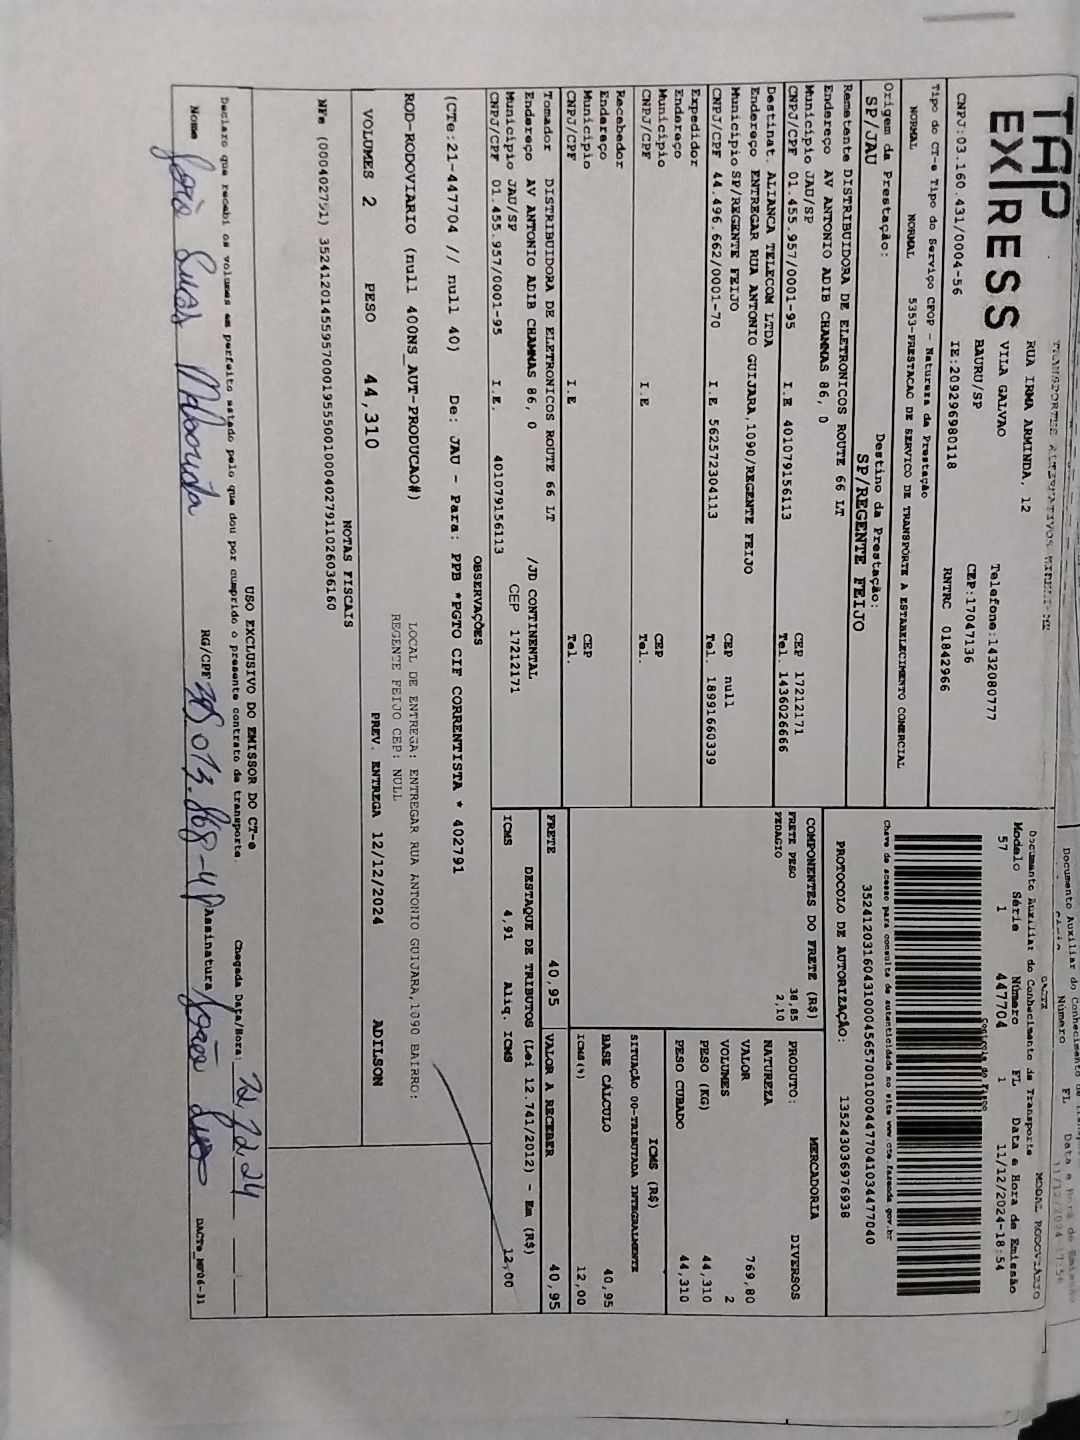 TAP
EXPRESS
RUA IRMA ARMINDA, 12
VILA GALVAO
BAURU/SP
Telefone:1432080777
CEP:17047136
CNPJ:03.160.431/0004-56 IE:209296980118 RNTRC 01842966
Tipo do CT-e Tipo do Serviço CFOP - Natureza da Prestação
NORMAL NORMAL 5353-PRESTACAO DE SERVICO DE TRANSPORTE A ESTABELECIMENTO COMERCIAL
Origem da Prestação: Destino da Prestação:
SP/JAU SP/REGENTE FEIJO
Remetente DISTRIBUIDORA DE ELETRONICOS ROUTE 66 LT
Endereço AV ANTONIO ADIB CHAMMAS 86, 0
Município JAU/SP CEP 17212171
CNPJ/CPF 01.455.957/0001-95 I.E 401079156113 Tel. 1436026666
Destinat. ALIANCA TELECOM LTDA
Endereço ENTREGAR RUA ANTONIO GUIJARA,1090/REGENTE FEIJO
Município SP/REGENTE FEIJO CEP null
CNPJ/CPF 44.496.662/0001-70 I.E 562572304113 Tel. 18991660339
Expedidor
Endereço
Município CEP
CNPJ/CPF I.E Tel.
Recebedor
Endereço
Município CEP
CNPJ/CPF I.E Tel.
Tomador DISTRIBUIDORA DE ELETRONICOS ROUTE 66 LT
Endereço AV ANTONIO ADIB CHAMMAS 86, 0 /JD CONTINENTAL
Município JAU/SP CEP 17212171
CNPJ/CPF 01.455.957/0001-95 I.E. 401079156113
Documento Auxiliar do Conhecimento de Transporte
Modelo Série Número FL Data e Hora de Emissão
57 1 447704 1 11/12/2024-18:54
MODAL RODOVIÁRIO
Controle do Fisco
Chave de acesso para consulta de autenticidade no site www.cte.fazenda.gov.br
35241203160431000456570010004477041034477040
PROTOCOLO DE AUTORIZAÇÃO: 135243036976938
COMPONENTES DO FRETE (R$)
FRETE PESO 38,85
PEDAGIO 2,10
MERCADORIA
PRODUTO: DIVERSOS
NATUREZA
VALOR 769,80
VOLUMES 2
PESO (KG) 44,310
PESO CUBADO 44,310
ICMS (R$)
SITUAÇÃO 00-TRIBUTADA INTEGRALMENTE
BASE CÁLCULO 40,95
ICMS(%) 12,00
FRETE 40,95 VALOR A RECEBER 40,95
DESTAQUE DE TRIBUTOS (Lei 12.741/2012) - Em (R$)
ICMS 4,91 Aliq. ICMS 12,00
OBSERVAÇÕES
(CTe:21-447704 // null 40) De: JAU - Para: PPB *PGTO CIF CORRENTISTA * 402791
LOCAL DE ENTREGA: ENTREGAR RUA ANTONIO GUIJARA,1090 BAIRRO:
REGENTE FEIJO CEP: NULL
ROD-RODOVIARIO (null 400NS_AUT-PRODUCAO#)
VOLUMES 2 PESO 44,310 PREV. ENTREGA 12/12/2024 ADILSON
NOTAS FISCAIS
NFe (000402791) 35241201455957000195550010004027911026036160
USO EXCLUSIVO DO EMISSOR DO CT-e
Declaro que recebi os volumes em perfeito estado pelo que dou por cumprido o presente contrato de transporte. Chegada Data/Hora:
Nome João Lucas RG/CPF Assinatura João
DACTe_MF06-31